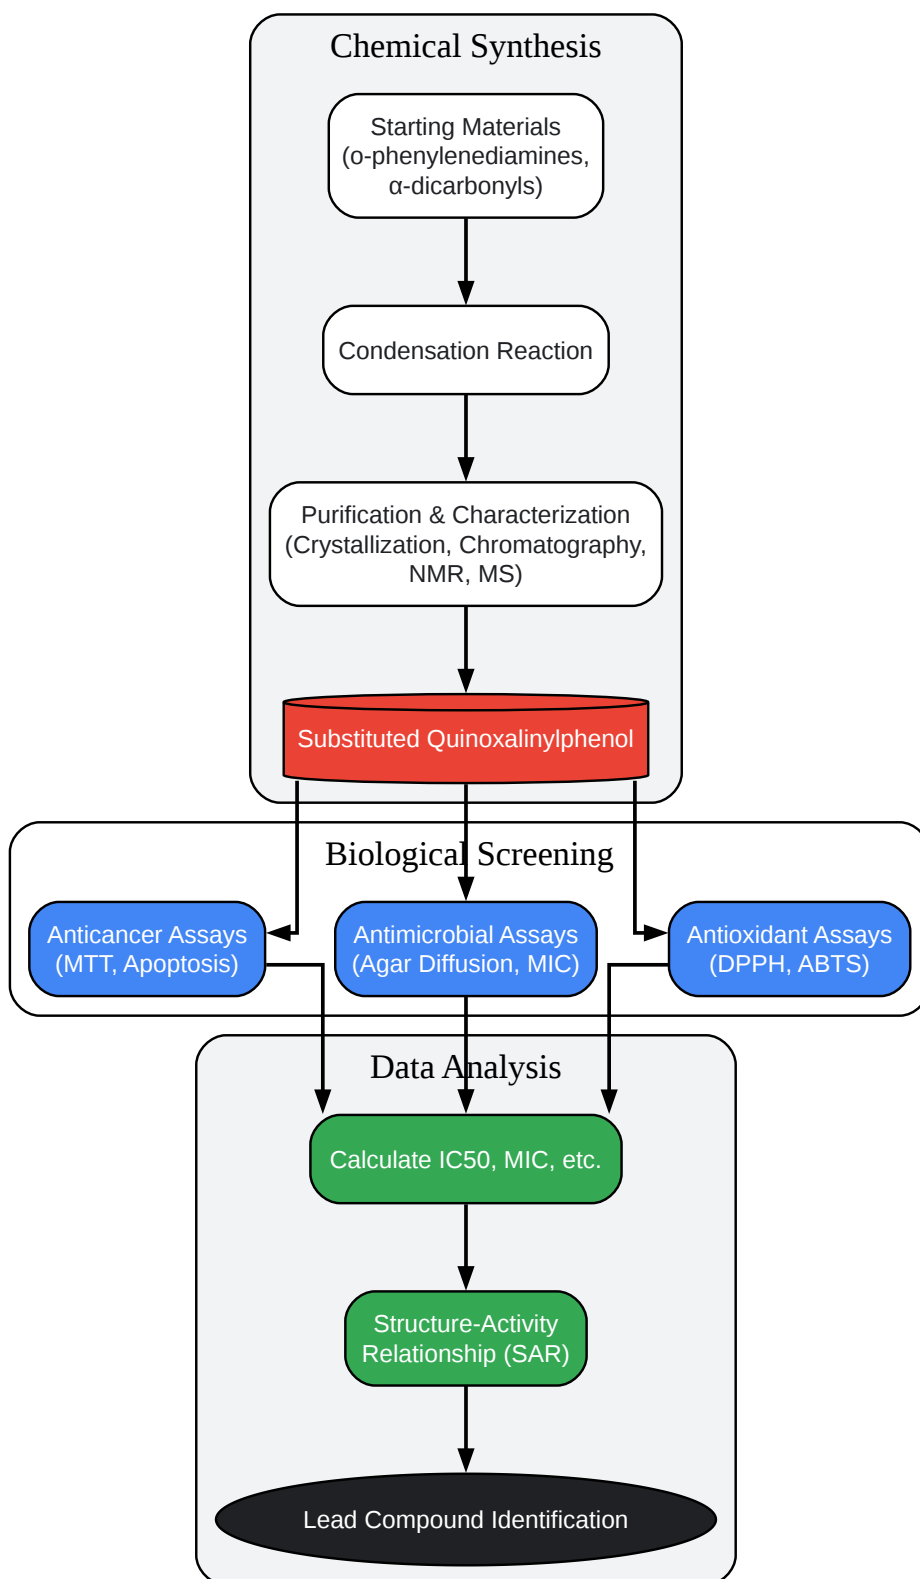 Chemical Synthesis
Starting Materials
(o-phenylenediamines,
α-dicarbonyls)
Condensation Reaction
Purification & Characterization
(Crystallization, Chromatography,
NMR, MS)
Substituted Quinoxalinylphenol
Biological Screening
Anticancer Assays
(MTT, Apoptosis)
Antimicrobial Assays
(Agar Diffusion, MIC)
Antioxidant Assays
(DPPH, ABTS)
Data Analysis
Calculate IC50, MIC, etc.
Structure-Activity
Relationship (SAR)
Lead Compound Identification